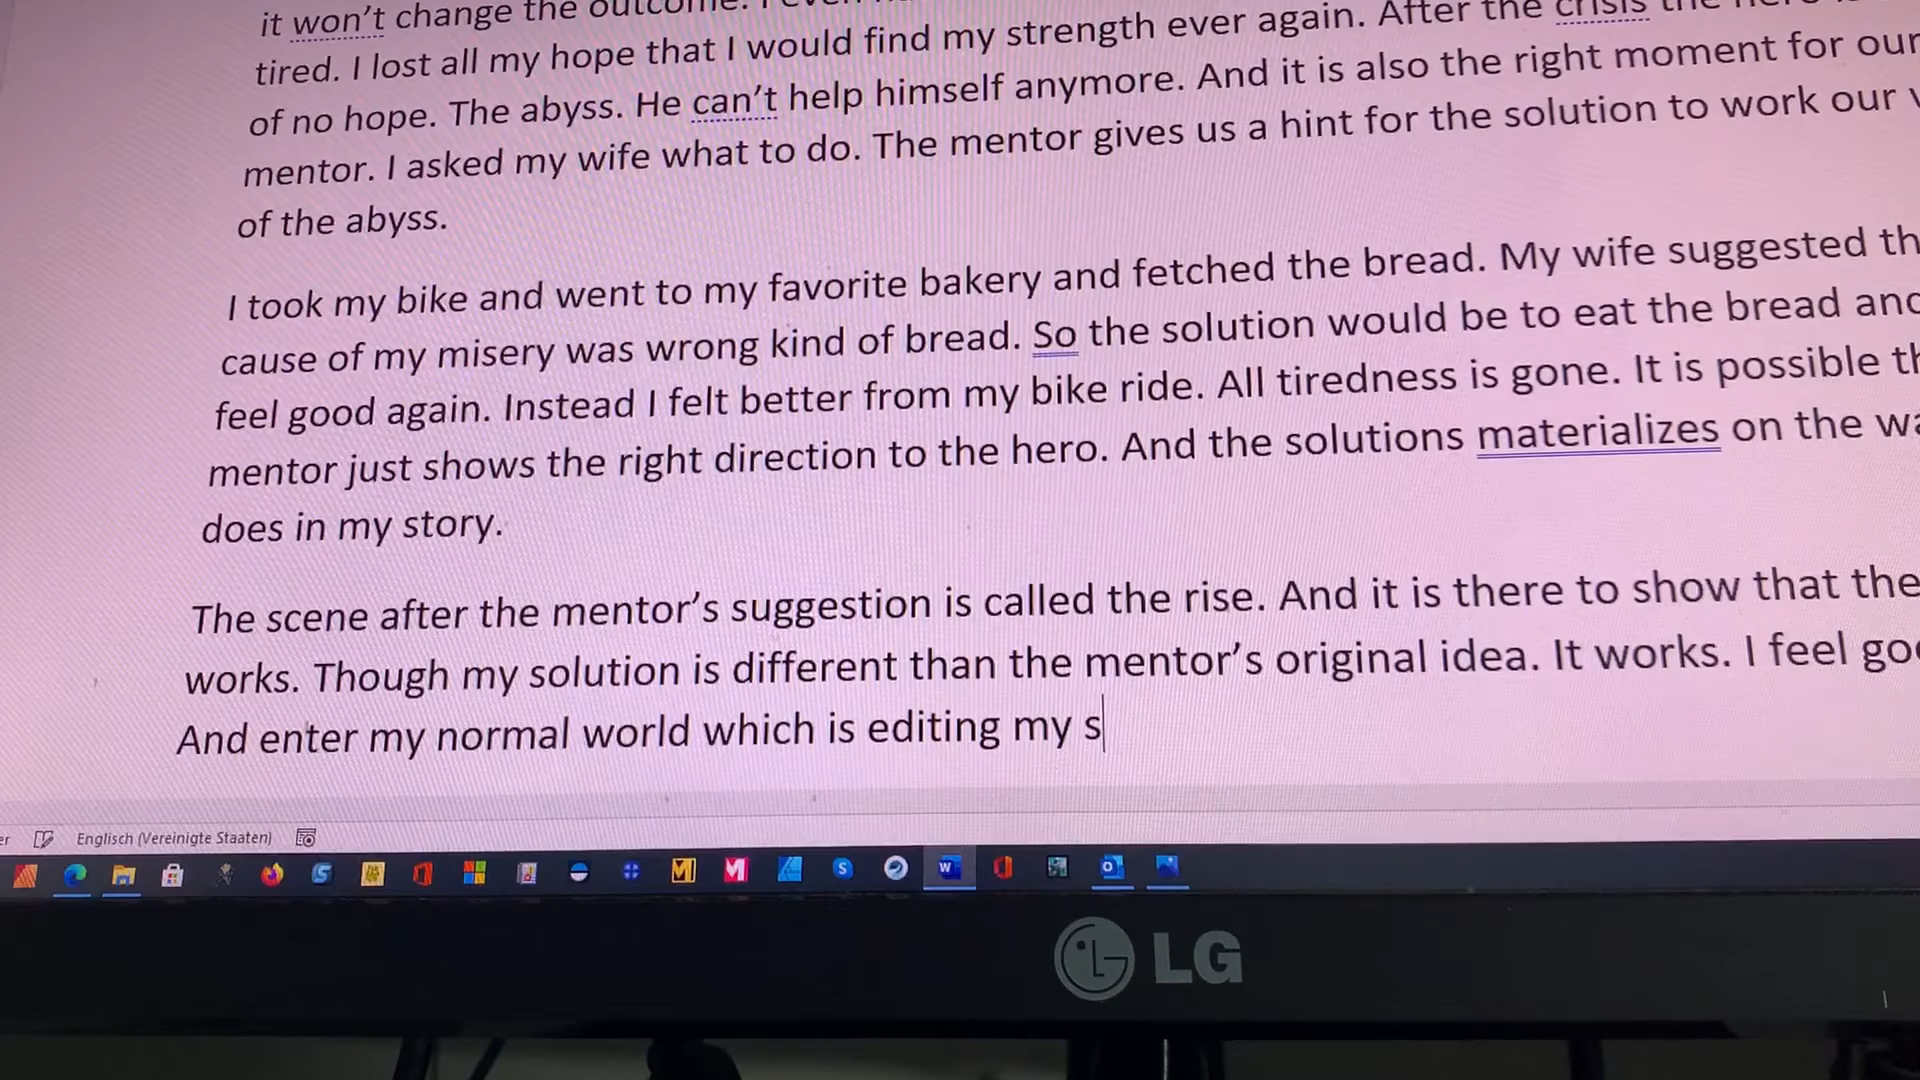 it won't change the outcome. I even
tired. I lost all my hope that I would find my strength ever again. After the crisis the hero is
of no hope. The abyss. He can't help himself anymore. And it is also the right moment for our
mentor. I asked my wife what to do. The mentor gives us a hint for the solution to work our
of the abyss.
I took my bike and went to my favorite bakery and fetched the bread. My wife suggested th
cause of my misery was wrong kind of bread. So the solution would be to eat the bread and
feel good again. Instead I felt better from my bike ride. All tiredness is gone. It is possible th
mentor just shows the right direction to the hero. And the solutions materializes on the wa
does in my story.
The scene after the mentor's suggestion is called the rise. And it is there to show that the
works. Though my solution is different than the mentor's original idea. It works. I feel goo
And enter my normal world which is editing my s
er Englisch (Vereinigte Staaten)
LG